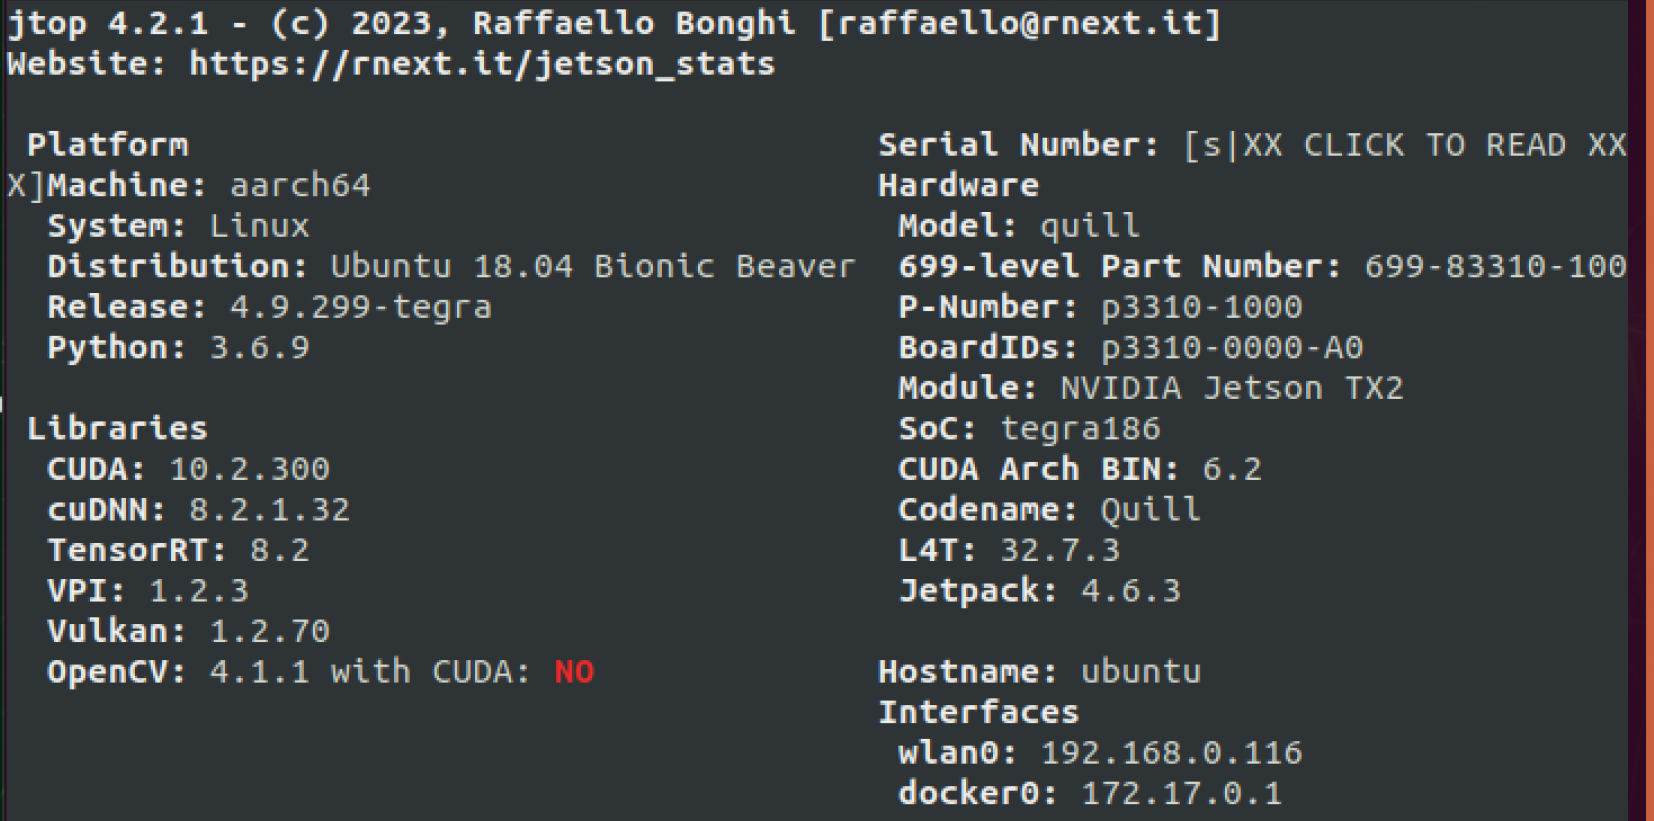 jtop 4.2.1 - (c) 2023, Raffaello Bonghi [raffaello@rnext.it]
Website: https://rnext.it/jetson_stats
Platform
Serial Number: [s|XX CLICK TO READ XX
X]Machine: aarch64
Hardware
System: Linux
Model: quill
Distribution: Ubuntu 18.04 Bionic Beaver
699-level Part Number: 699-83310-100
Release: 4.9.299-tegra
P-Number: p3310-1000
Python: 3.6.9
BoardIDs: p3310-0000-A0
Module: NVIDIA Jetson TX2
Libraries
SoC: tegra186
CUDA: 10.2.300
CUDA Arch BIN: 6.2
cuDNN: 8.2.1.32
Codename: Quill
TensorRT: 8.2
L4T: 32.7.3
VPI: 1.2.3
Jetpack: 4.6.3
Vulkan: 1.2.70
OpenCV: 4.1.1 with CUDA: NO
Hostname: ubuntu
Interfaces
wlan0: 192.168.0.116
docker0: 172.17.0.1